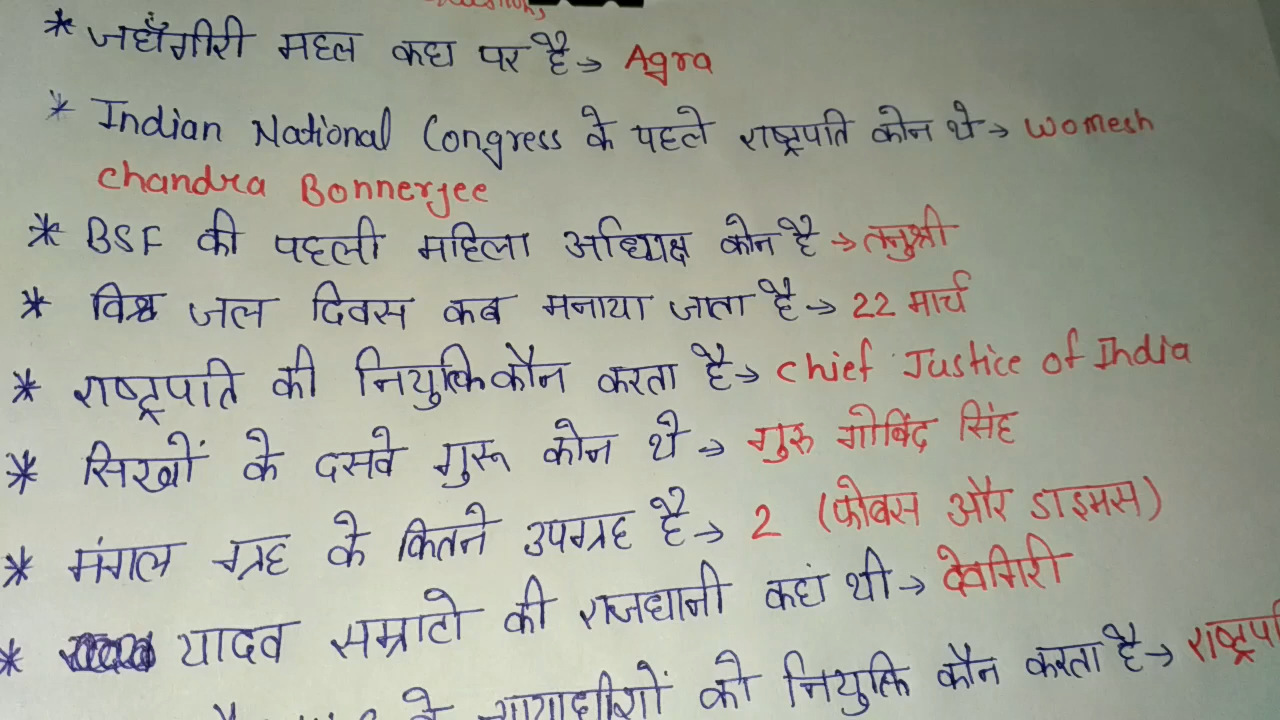 * जहाँगीरी महल कहा पर है→ Agra
* Indian National Congress के पहले राष्ट्रपति कोन थे→ Womesh
Chandra Bonnerjee
* BSF की पहली महिला अधियक्ष कोन है →तनुश्री
* विश्व जल दिवस कब मनाया जाता है→ 22 मार्च
* राष्ट्रपति की नियुक्ति कौन करता है→ Chief Justice of India
* सिखों के दसवे गुरू कोन थे→ गुरु गोबिंद सिंह
* मंगल ग्रह के कितने उपग्रह है→ 2 (फोबस और डाइमस)
* यादव सम्राटो की राजधानी कहां थी→ देवगिरी
के न्यायाधीशों की नियुक्ति कौन करता है→